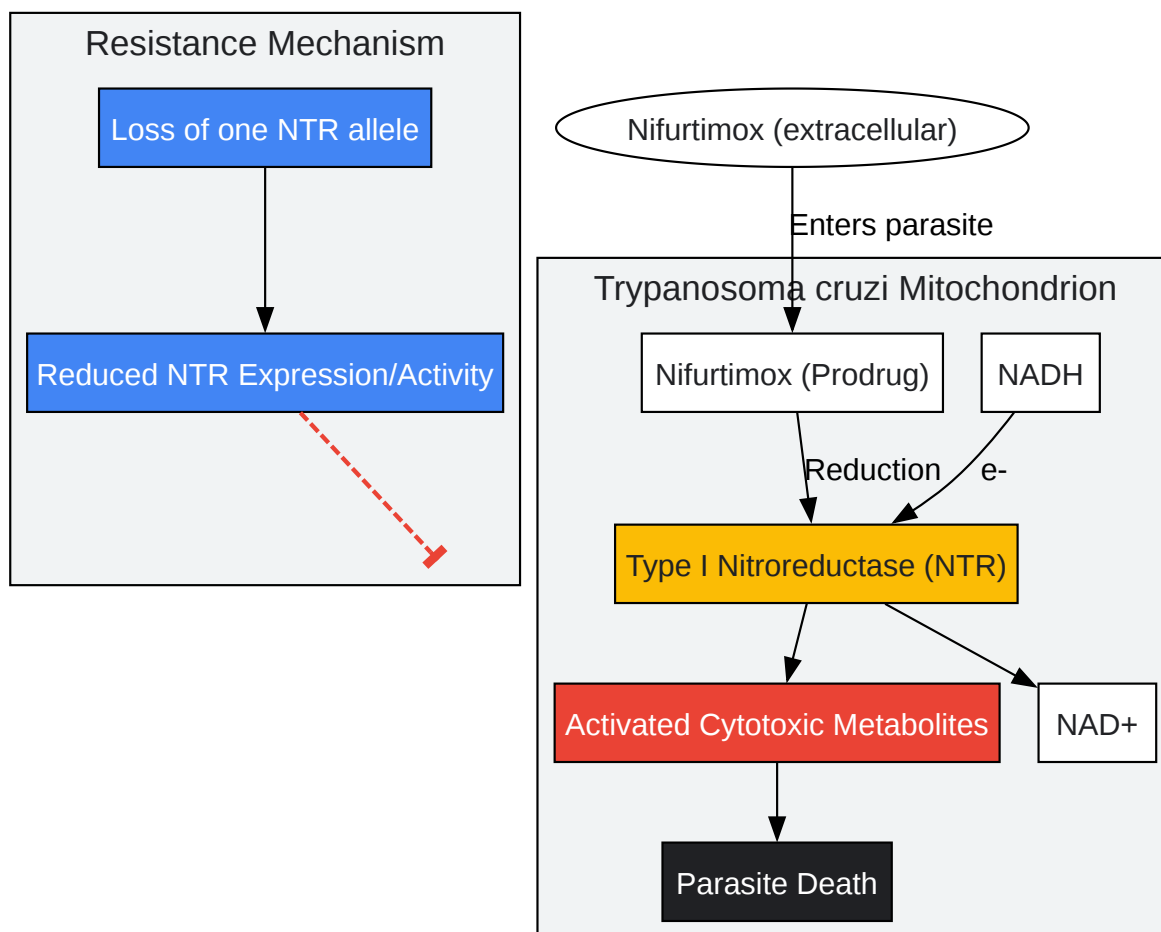 Resistance Mechanism
Loss of one NTR allele
Reduced NTR Expression/Activity
Nifurtimox (extracellular)
Enters parasite
Trypanosoma cruzi Mitochondrion
Nifurtimox (Prodrug)
NADH
Reduction
e-
Type I Nitroreductase (NTR)
Activated Cytotoxic Metabolites
NAD+
Parasite Death